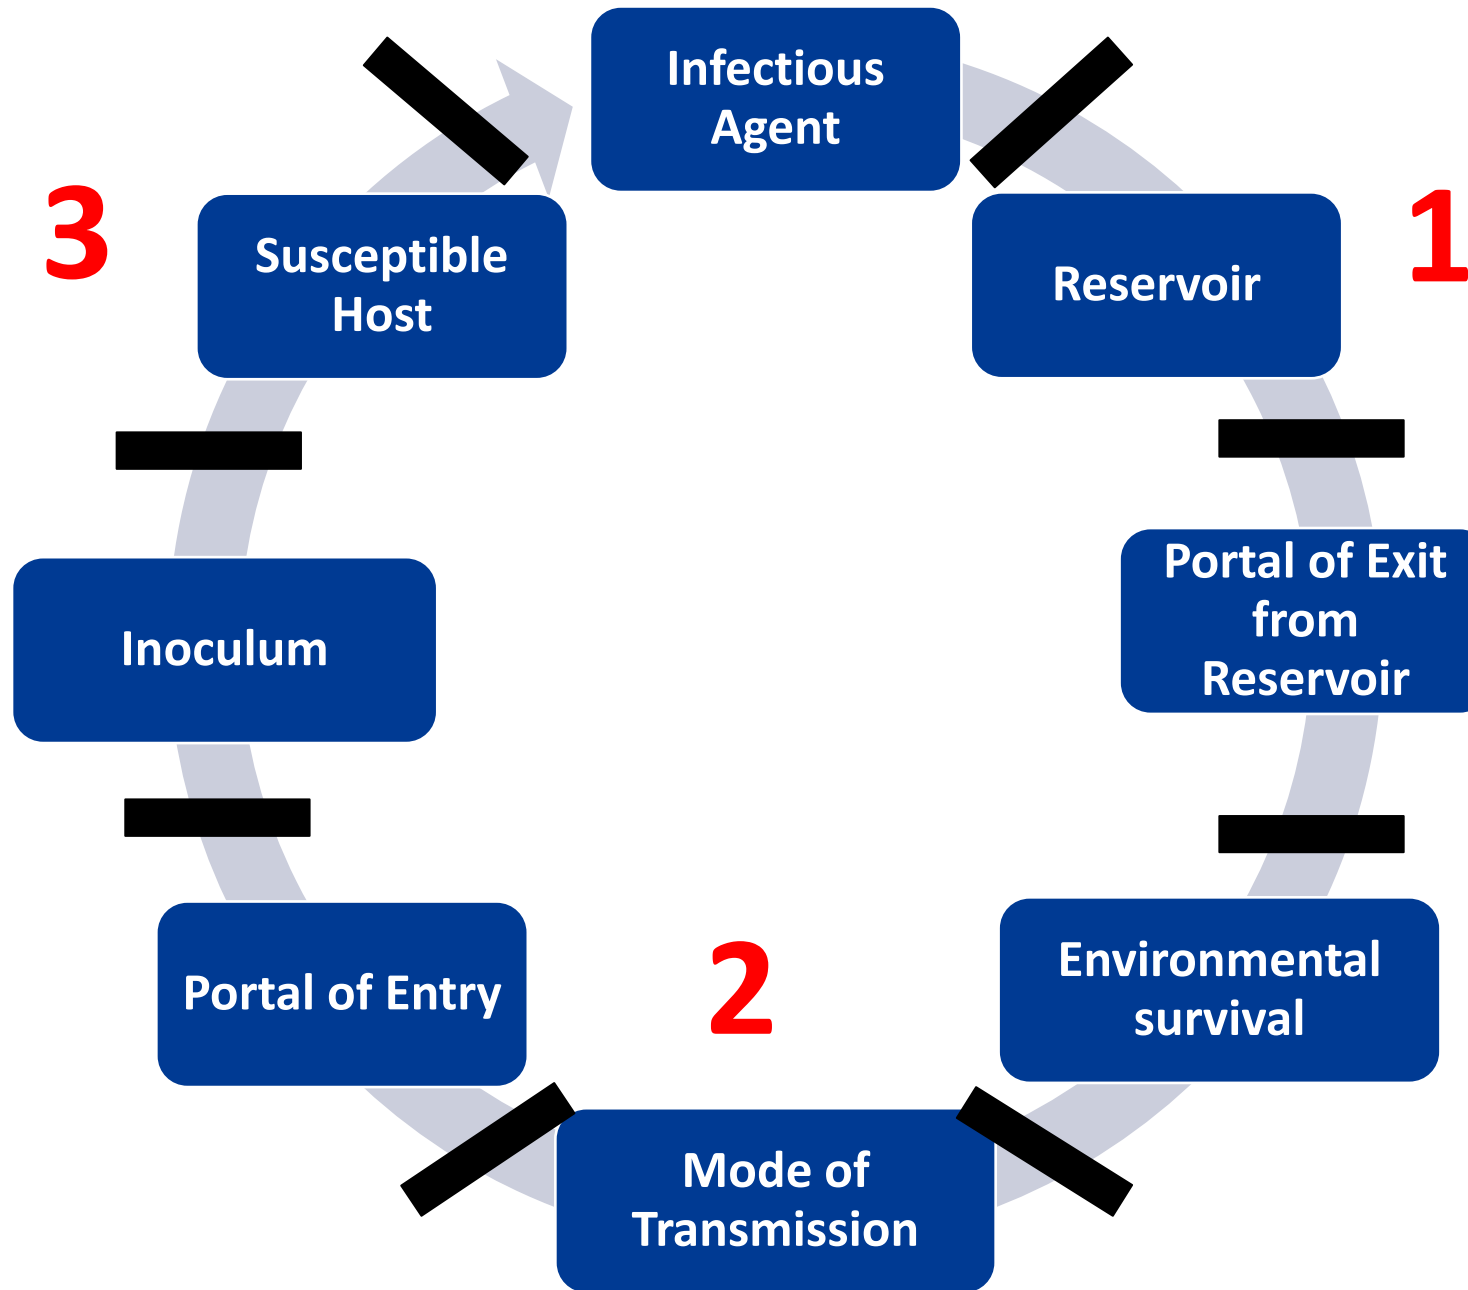 Infectious
Agent
1
Reservoir
Portal of Exit
from
Reservoir
Environmental
survival
2
Mode of
Transmission
Portal of Entry
Inoculum
3
Susceptible
Host